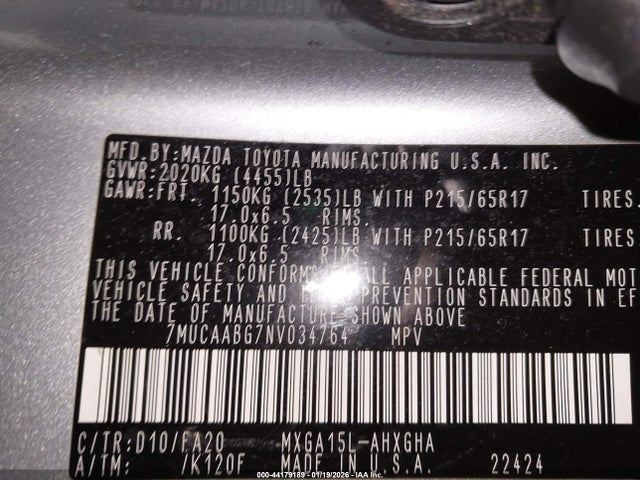 MFD.BY:MAZDA TOYOTA MANUFACTURING U.S.A. INC.
GVWR:2020KG (4455)LB
GAWR:FRT. 1150KG (2535)LB WITH P215/65R17 TIRES.
17.0x6.5 RIMS.
RR. 1100KG (2425)LB WITH P215/65R17 TIRES
17.0x6.5 RIMS
THIS VEHICLE CONFORMS ALL APPLICABLE FEDERAL MOT
VEHICLE SAFETY AND THEFT STANDARDS IN EF
THE DATE OF MANUFACTURE SHOWN ABOVE
7MUCAABG7NV034764 MPV
C/TR:D10/FA20 MXGA15L-AHXGHA
A/TM: /K120F MADE IN U.S.A. 22424
000-44179189 - 01/19/2026 - IAA Inc.